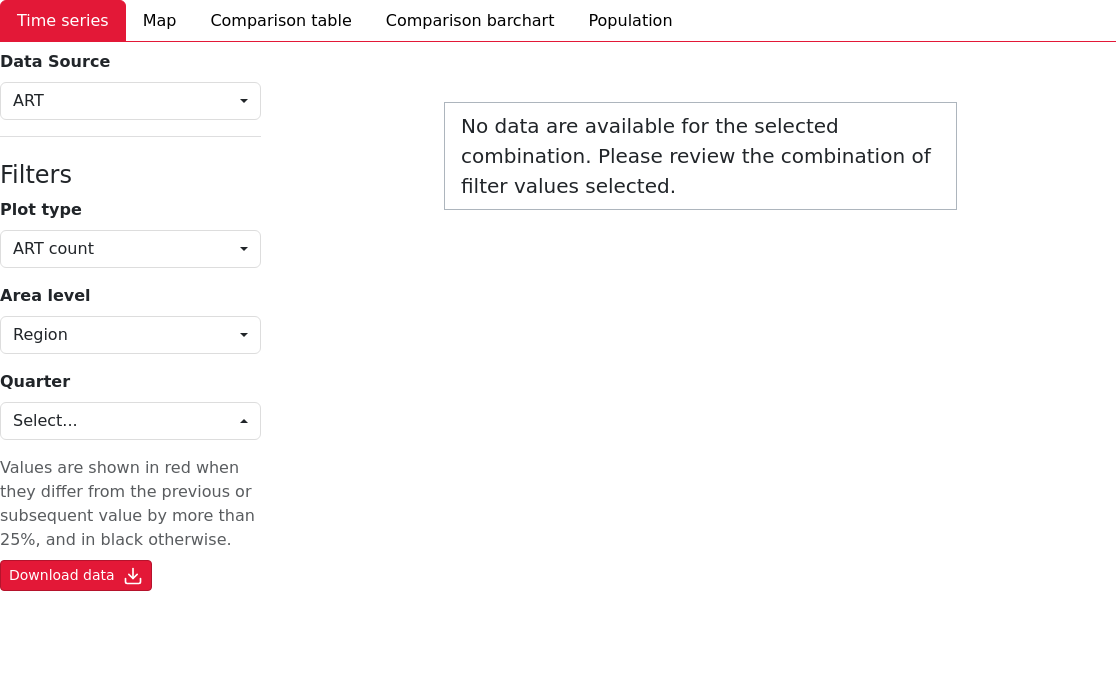 Time series Map Comparison table Comparison barchart Population
Data Source
ART
No data are available for the selected
combination. Please review the combination of
filter values selected.
Filters
Plot type
ART count
Area level
Region
Quarter
Select...
Values are shown in red when
they differ from the previous or
subsequent value by more than
25%, and in black otherwise.
Download data